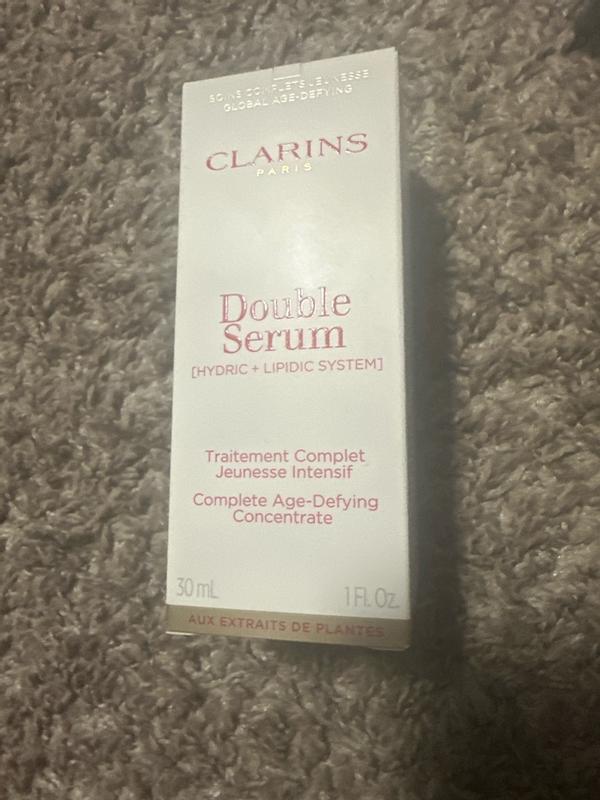 SOINS COMPLETS JEUNESSE
GLOBAL AGE-DEFYING
CLARINS
PARIS
Double
Serum
[HYDRIC + LIPIDIC SYSTEM]
Traitement Complet
Jeunesse Intensif
Complete Age-Defying
Concentrate
30 mL 1 Fl. Oz.
AUX EXTRAITS DE PLANTES